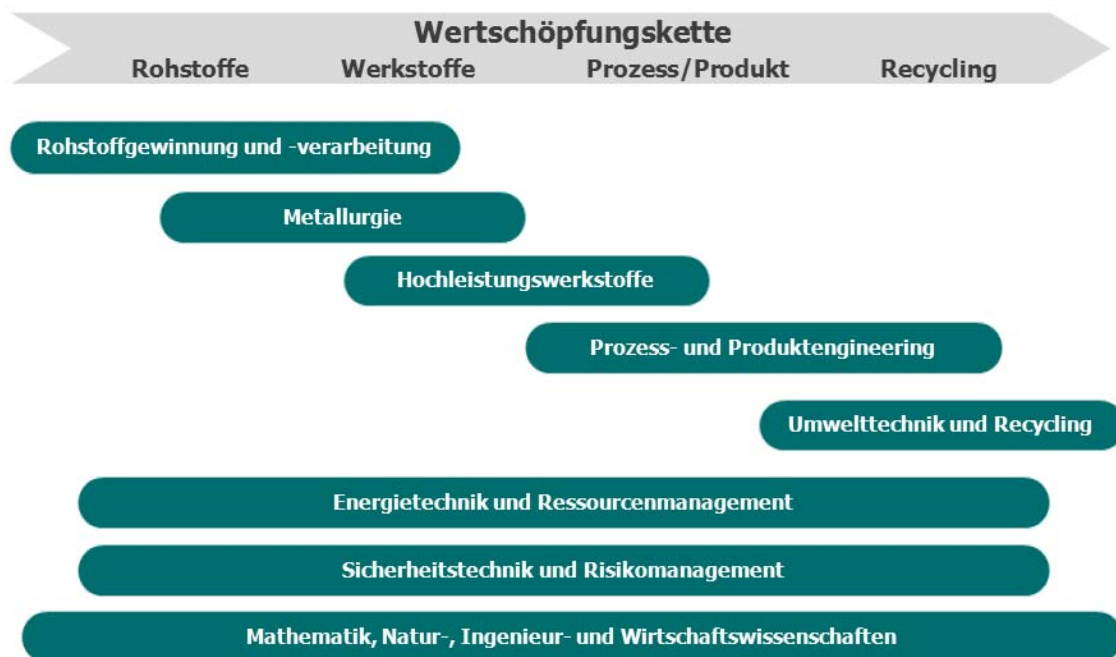 Wertschöpfungskette
Rohstoffe Werkstoffe Prozess/Produkt Recycling
Rohstoffgewinnung und -verarbeitung
Metallurgie
Hochleistungswerkstoffe
Prozess- und Produktengineering
Umwelttechnik und Recycling
Energietechnik und Ressourcenmanagement
Sicherheitstechnik und Risikomanagement
Mathematik, Natur-, Ingenieur- und Wirtschaftswissenschaften